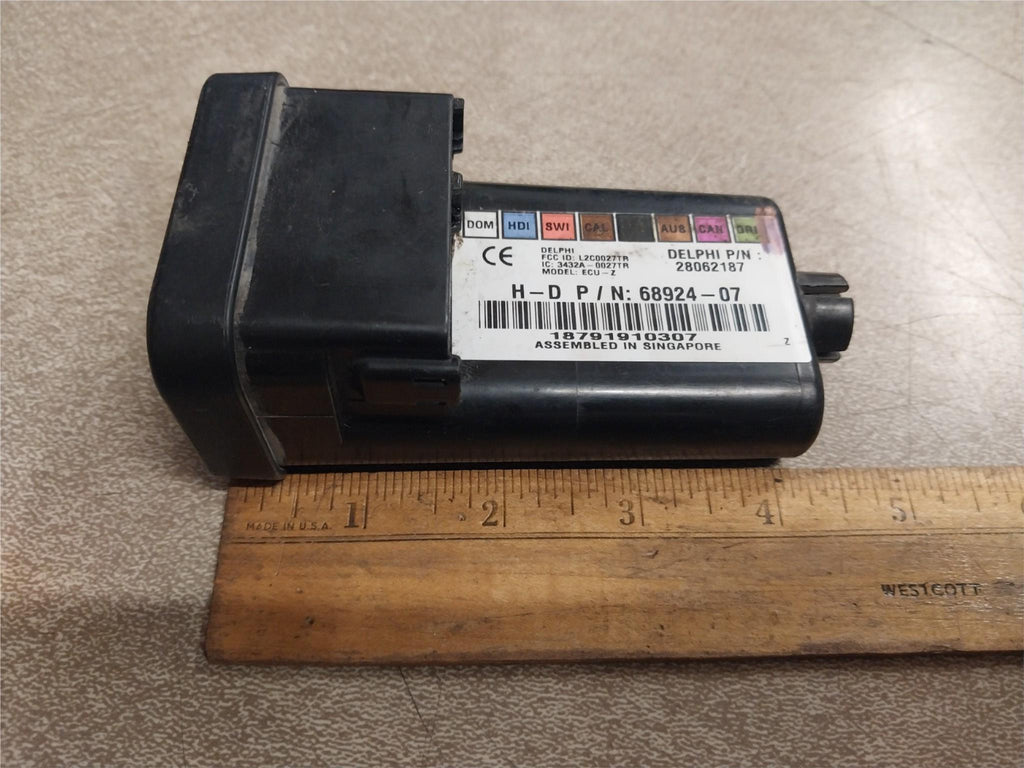 DOM HDI SWI CAL AUS CAN BRI
CE
DELPHI
FCC ID: L2C0027TR
IC: 3432A-0027TR
MODEL: ECU-Z
DELPHI P/N:
28062187
H-D P/N: 68924-07
18791910307
ASSEMBLED IN SINGAPORE
Z
1 2 3 4 5
MADE IN U.S.A.
WESTCOTT